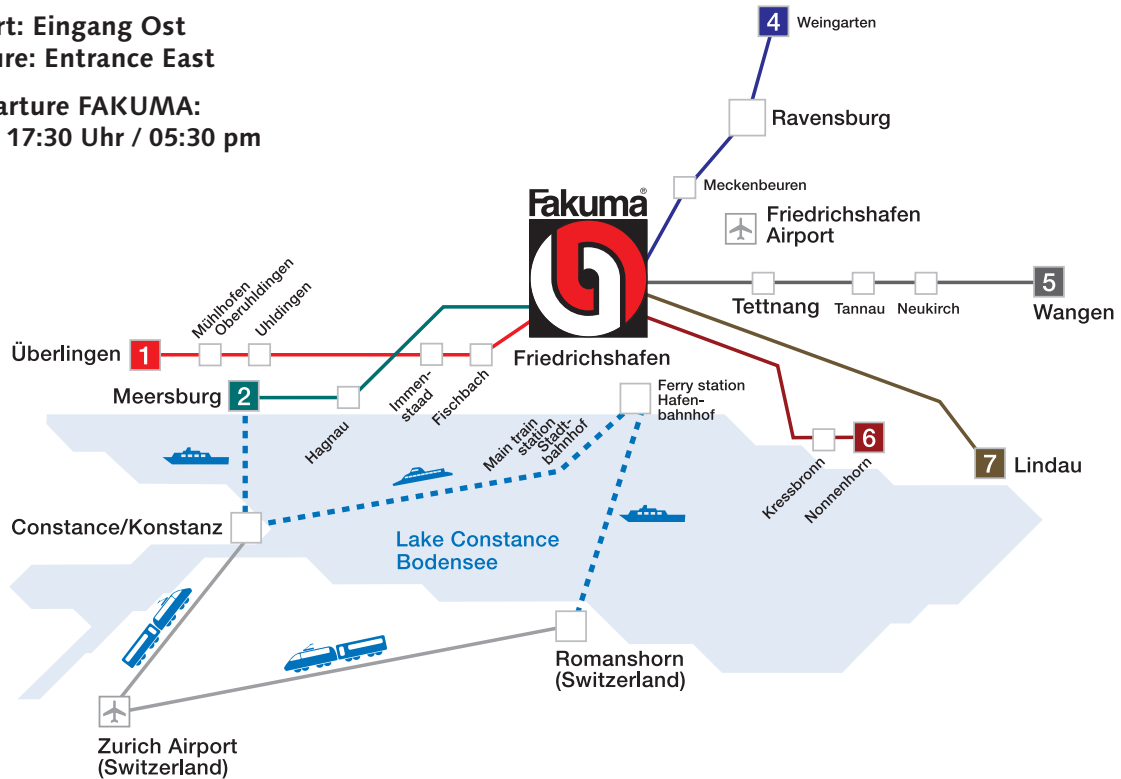 rt: Eingang Ost
ure: Entrance East
arture FAKUMA:
17:30 Uhr / 05:30 pm
4 Weingarten
Ravensburg
Meckenbeuren
Fakuma®
Friedrichshafen
Airport
Mühlhofen
Oberuhldingen
Uhldingen
Tettnang
Tannau
Neukirch
5
Wangen
Überlingen 1
Friedrichshafen
Meersburg 2
Immen-
staad
Fischbach
Hagnau
Ferry station
Hafen-
bahnhof
Main train
station
Stadt-
bahnhof
6
Kressbronn
Nonnenhorn
7 Lindau
Constance/Konstanz
Lake Constance
Bodensee
Romanshorn
(Switzerland)
Zurich Airport
(Switzerland)